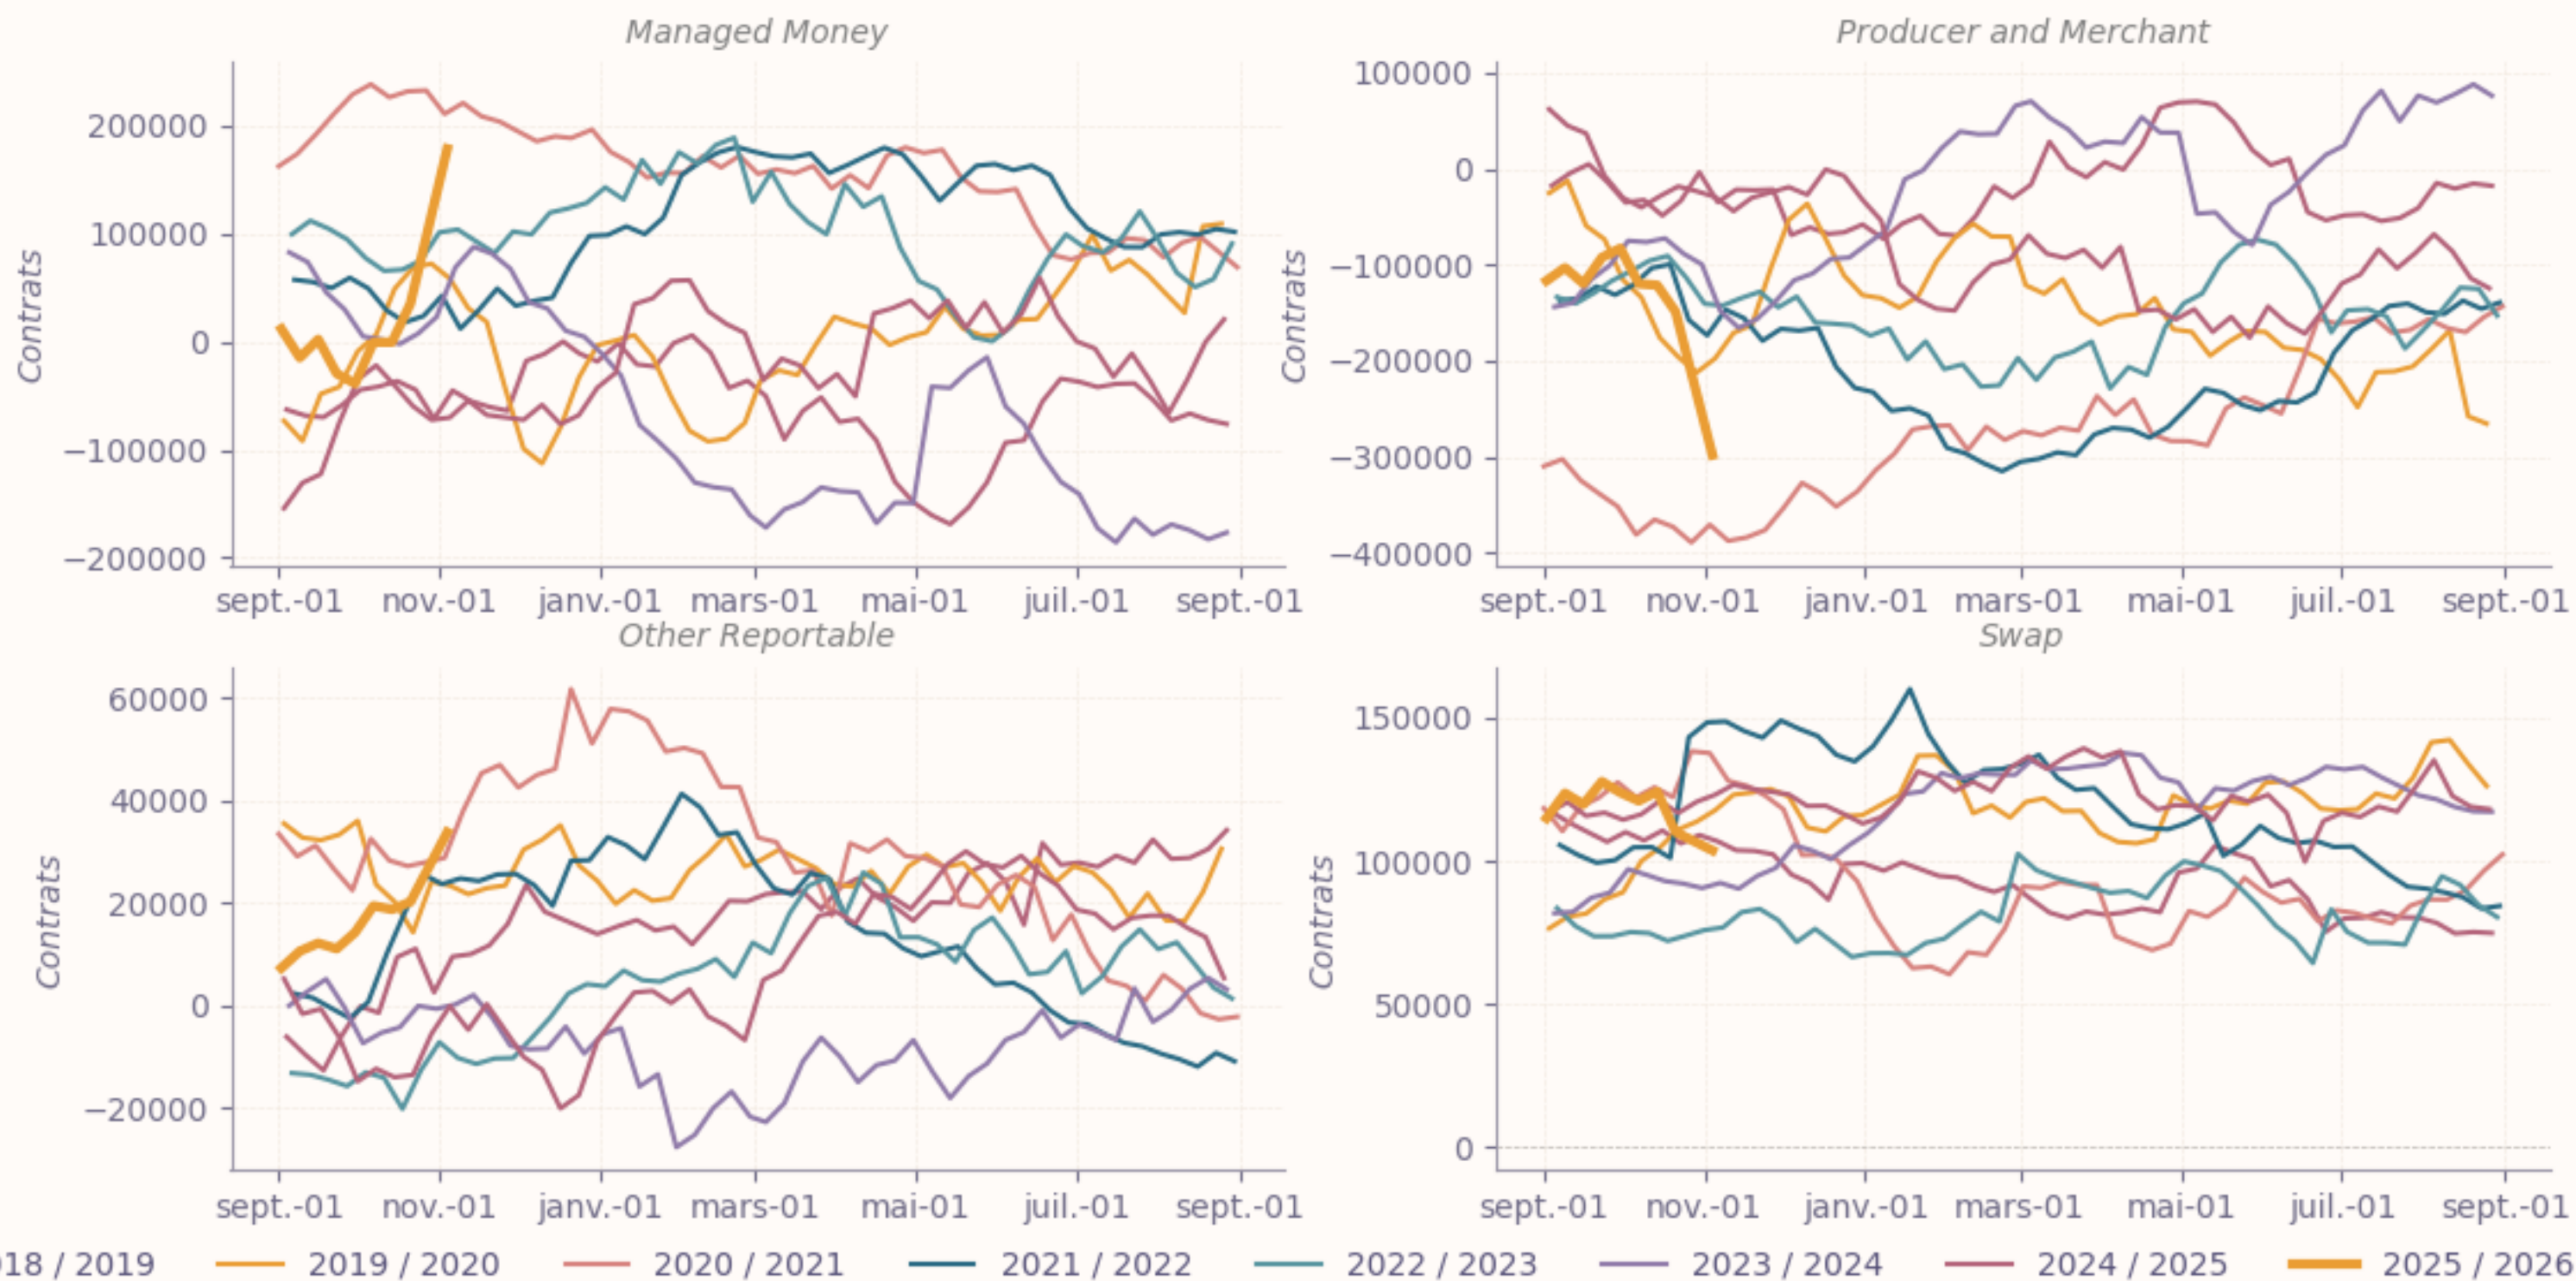 Managed Money
Contrats
200000
100000
0
−100000
−200000
sept.-01 nov.-01 janv.-01 mars-01 mai-01 juil.-01 sept.-01
Producer and Merchant
Contrats
100000
0
−100000
−200000
−300000
−400000
sept.-01 nov.-01 janv.-01 mars-01 mai-01 juil.-01 sept.-01
Other Reportable
Contrats
60000
40000
20000
0
−20000
sept.-01 nov.-01 janv.-01 mars-01 mai-01 juil.-01 sept.-01
Swap
Contrats
150000
100000
50000
0
sept.-01 nov.-01 janv.-01 mars-01 mai-01 juil.-01 sept.-01
18 / 2019 2019 / 2020 2020 / 2021 2021 / 2022 2022 / 2023 2023 / 2024 2024 / 2025 2025 / 2026